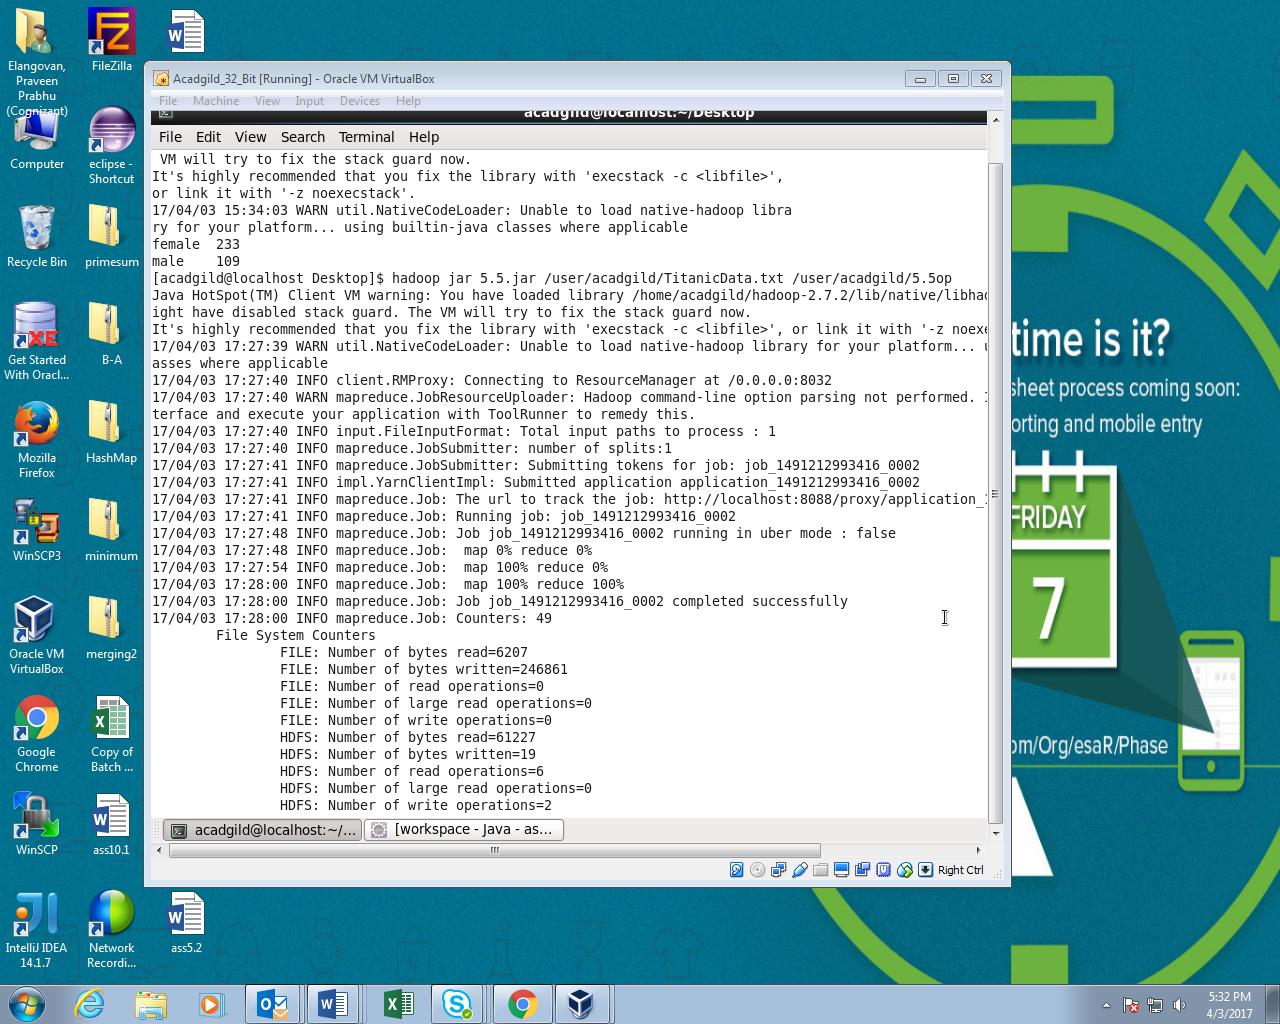 Elangovan,
Praveen
Prabhu
(Cognizant)
FileZilla
Computer
eclipse -
Shortcut
Recycle Bin
primesum
Get Started
With Oracl...
B-A
Mozilla
Firefox
HashMap
WinSCP3
minimum
Oracle VM
VirtualBox
merging2
Google
Chrome
Copy of
Batch ...
WinSCP
ass10.1
IntelliJ IDEA
14.1.7
Network
Recordi...
ass5.2
Acadgild_32_Bit [Running] - Oracle VM VirtualBox
File Machine View Input Devices Help
acadgild@localhost:~/Desktop
File Edit View Search Terminal Help
VM will try to fix the stack guard now.
It's highly recommended that you fix the library with 'execstack -c <libfile>',
or link it with '-z noexecstack'.
17/04/03 15:34:03 WARN util.NativeCodeLoader: Unable to load native-hadoop libra
ry for your platform... using builtin-java classes where applicable
female 233
male 109
[acadgild@localhost Desktop]$ hadoop jar 5.5.jar /user/acadgild/TitanicData.txt /user/acadgild/5.5op
Java HotSpot(TM) Client VM warning: You have loaded library /home/acadgild/hadoop-2.7.2/lib/native/libhad
ight have disabled stack guard. The VM will try to fix the stack guard now.
It's highly recommended that you fix the library with 'execstack -c <libfile>', or link it with '-z noexe
17/04/03 17:27:39 WARN util.NativeCodeLoader: Unable to load native-hadoop library for your platform... u
asses where applicable
17/04/03 17:27:40 INFO client.RMProxy: Connecting to ResourceManager at /0.0.0.0:8032
17/04/03 17:27:40 WARN mapreduce.JobResourceUploader: Hadoop command-line option parsing not performed. I
terface and execute your application with ToolRunner to remedy this.
17/04/03 17:27:40 INFO input.FileInputFormat: Total input paths to process : 1
17/04/03 17:27:40 INFO mapreduce.JobSubmitter: number of splits:1
17/04/03 17:27:41 INFO mapreduce.JobSubmitter: Submitting tokens for job: job_1491212993416_0002
17/04/03 17:27:41 INFO impl.YarnClientImpl: Submitted application application_1491212993416_0002
17/04/03 17:27:41 INFO mapreduce.Job: The url to track the job: http://localhost:8088/proxy/application_1
17/04/03 17:27:41 INFO mapreduce.Job: Running job: job_1491212993416_0002
17/04/03 17:27:48 INFO mapreduce.Job: Job job_1491212993416_0002 running in uber mode : false
17/04/03 17:27:48 INFO mapreduce.Job: map 0% reduce 0%
17/04/03 17:27:54 INFO mapreduce.Job: map 100% reduce 0%
17/04/03 17:28:00 INFO mapreduce.Job: map 100% reduce 100%
17/04/03 17:28:00 INFO mapreduce.Job: Job job_1491212993416_0002 completed successfully
17/04/03 17:28:00 INFO mapreduce.Job: Counters: 49
File System Counters
FILE: Number of bytes read=6207
FILE: Number of bytes written=246861
FILE: Number of read operations=0
FILE: Number of large read operations=0
FILE: Number of write operations=0
HDFS: Number of bytes read=61227
HDFS: Number of bytes written=19
HDFS: Number of read operations=6
HDFS: Number of large read operations=0
HDFS: Number of write operations=2
acadgild@localhost:~/...
[workspace - Java - as...
Right Ctrl
time is it?
sheet process coming soon:
orting and mobile entry
FRIDAY
7
om/Org/esaR/Phase
5:32 PM
4/3/2017